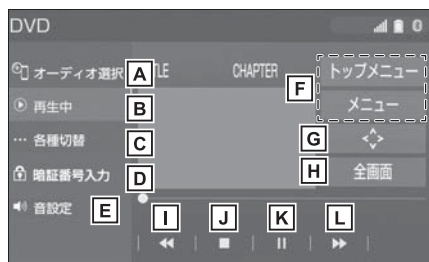 DVD
オーディオ選択 A TLE CHAPTER F トップメニュー
再生中 B メニュー
各種切替 C G
暗証番号入力 D H 全画面
音設定 E
I J K L